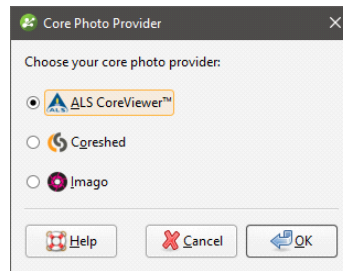 Core Photo Provider
Choose your core photo provider:
ALS CoreViewer™
Coreshed
Imago
Help Cancel OK